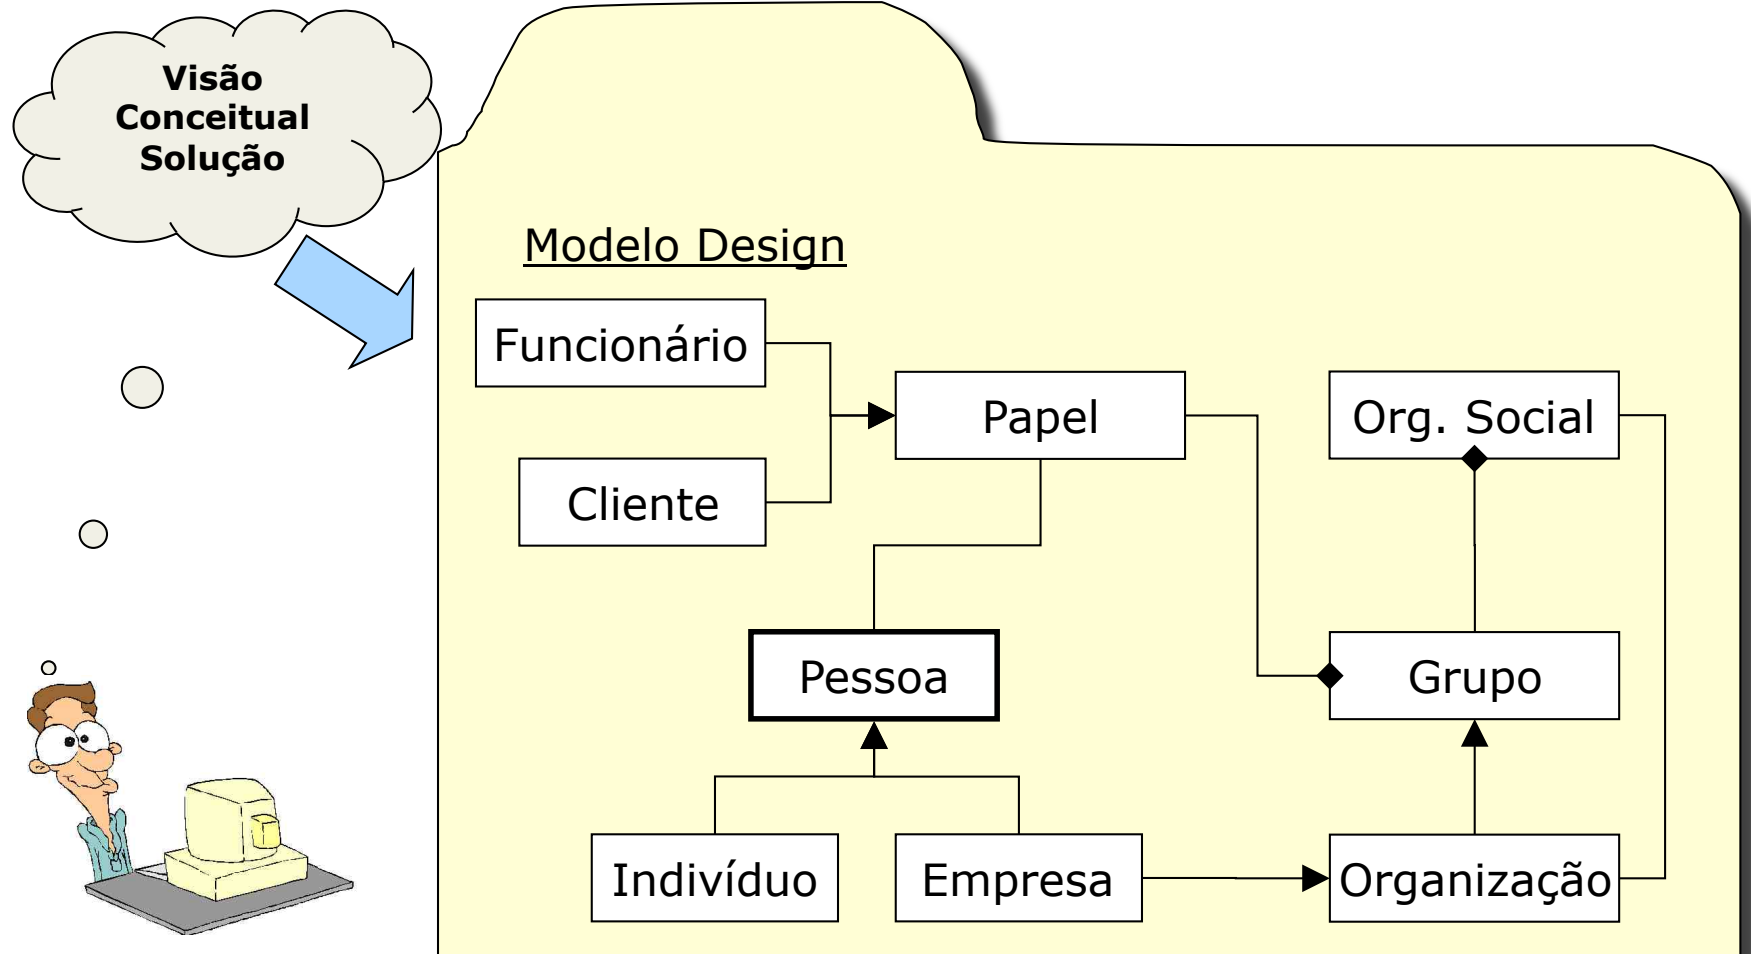 Visão
Conceitual
Solução
Modelo Design
Funcionário
Papel
Org. Social
Cliente
Pessoa
Grupo
Indivíduo
Empresa
Organização